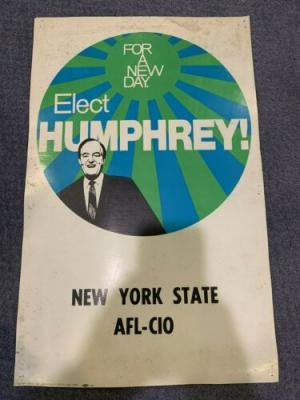 FOR
A
NEW
DAY.
Elect
HUMPHREY!
NEW YORK STATE
AFL-CIO